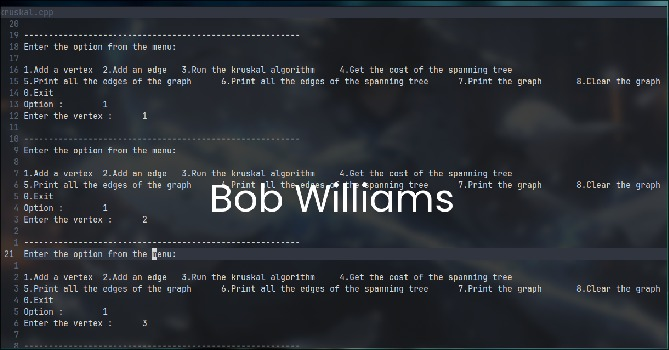 kruskal.cpp
20
19 --------------------------------------------------------
18 Enter the option from the menu:
17
16 1.Add a vertex 2.Add an edge 3.Run the kruskal algorithm 4.Get the cost of the spanning tree
15 5.Print all the edges of the graph 6.Print all the edges of the spanning tree 7.Print the graph 8.Clear the graph
14 0.Exit
13 Option : 1
12 Enter the vertex : 1
11
10 --------------------------------------------------------
9 Enter the option from the menu:
8
7 1.Add a vertex 2.Add an edge 3.Run the kruskal algorithm 4.Get the cost of the spanning tree
6 5.Print all the edges of the graph 6.Print all the edges of the spanning tree 7.Print the graph 8.Clear the graph
5 0.Exit
Bob Williams
4 Option : 1
3 Enter the vertex : 2
2
1 --------------------------------------------------------
21 Enter the option from the menu:
1
2 1.Add a vertex 2.Add an edge 3.Run the kruskal algorithm 4.Get the cost of the spanning tree
3 5.Print all the edges of the graph 6.Print all the edges of the spanning tree 7.Print the graph 8.Clear the graph
4 0.Exit
5 Option : 1
6 Enter the vertex : 3
7
8 --------------------------------------------------------